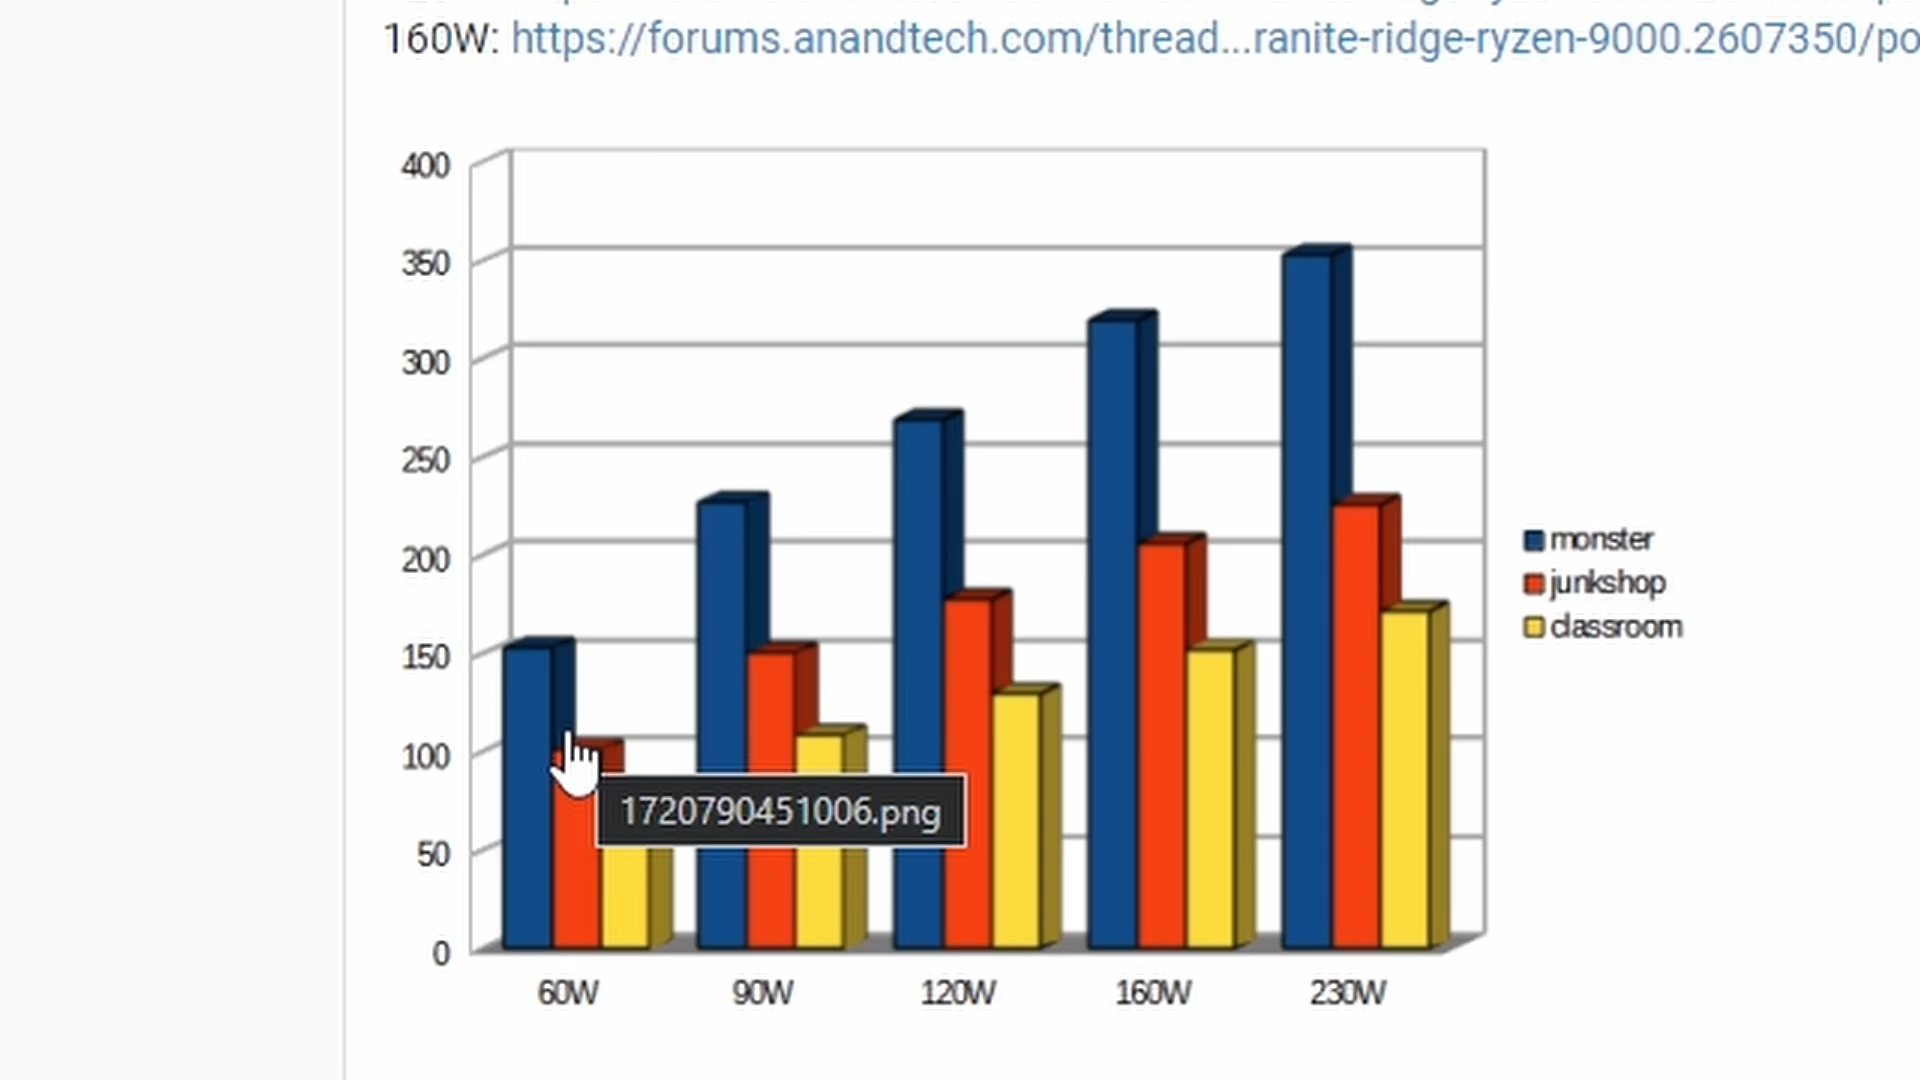 160W: https://forums.anandtech.com/thread...ranite-ridge-ryzen-9000.2607350/po
400
350
300
250
200
150
100
50
0
monster
junkshop
classroom
1720790451006.png
60W
90W
120W
160W
230W